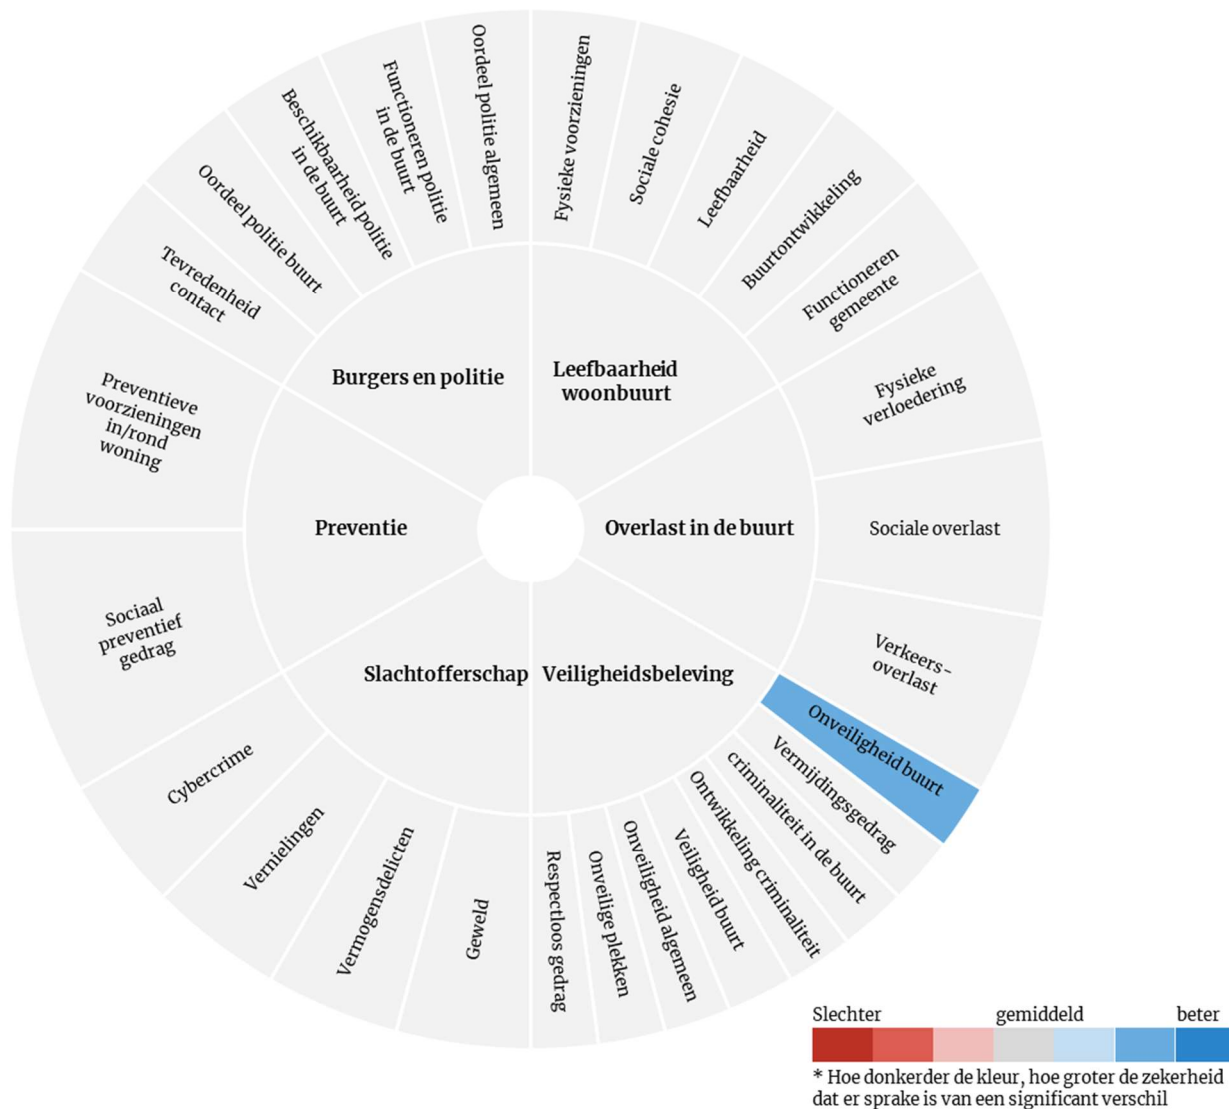 Fysieke voorzieningen
Sociale cohesie
Leefbaarheid
Buurtontwikkeling
Functioneren
gemeente
Fysieke
verloedering
Sociale overlast
Verkeers-
overlast
Onveiligheid buurt
Vermijdingsgedrag
criminaliteit in de buurt
Ontwikkeling criminaliteit
Veiligheid buurt
Onveiligheid algemeen
Onveilige plekken
Respectloos gedrag
Geweld
Vermogensdelicten
Vernielingen
Cybercrime
Sociaal
preventief
gedrag
Preventieve
voorzieningen
in/rond
woning
Tevredenheid
contact
Oordeel politie buurt
Beschikbaarheid politie
in de buurt
Functioneren politie
in de buurt
Oordeel politie algemeen
Burgers en politie
Leefbaarheid
woonbuurt
Preventie
Overlast in de buurt
Slachtofferschap
Veiligheidsbeleving
Slechter gemiddeld beter
* Hoe donkerder de kleur, hoe groter de zekerheid
dat er sprake is van een significant verschil